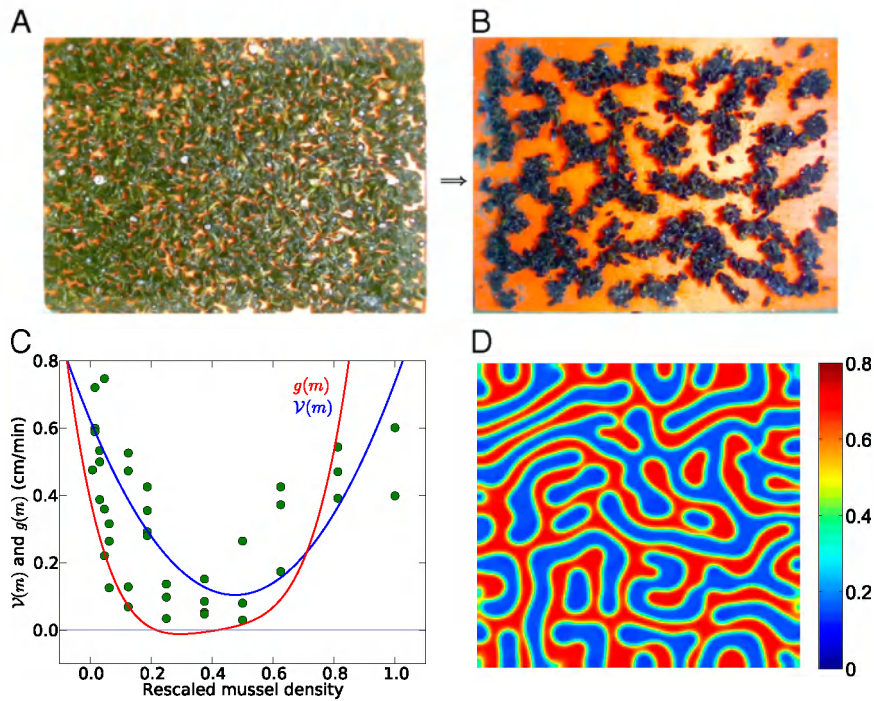 A
B
⇒
C
D
0.8
0.6
0.4
0.2
0.0
𝒱(m) and g(m) (cm/min)
g(m)
𝒱(m)
0.0 0.2 0.4 0.6 0.8 1.0
Rescaled mussel density
0.8
0.6
0.4
0.2
0